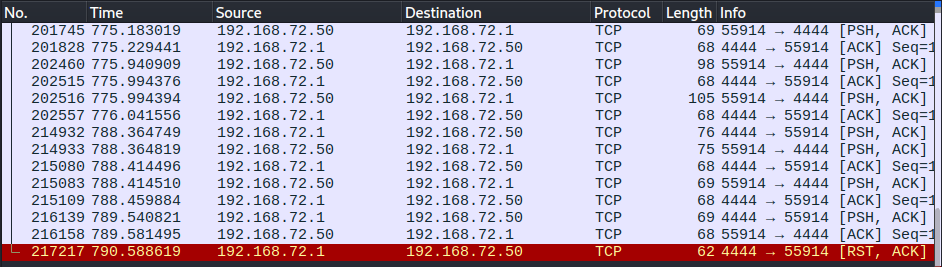 No. Time Source Destination Protocol Length Info
201745 775.183019 192.168.72.50 192.168.72.1 TCP 69 55914 → 4444 [PSH, ACK]
201828 775.229441 192.168.72.1 192.168.72.50 TCP 68 4444 → 55914 [ACK] Seq=1
202460 775.940909 192.168.72.50 192.168.72.1 TCP 98 55914 → 4444 [PSH, ACK]
202515 775.994376 192.168.72.1 192.168.72.50 TCP 68 4444 → 55914 [ACK] Seq=1
202516 775.994394 192.168.72.50 192.168.72.1 TCP 105 55914 → 4444 [PSH, ACK]
202557 776.041556 192.168.72.1 192.168.72.50 TCP 68 4444 → 55914 [ACK] Seq=1
214932 788.364749 192.168.72.1 192.168.72.50 TCP 76 4444 → 55914 [PSH, ACK]
214933 788.364819 192.168.72.50 192.168.72.1 TCP 75 55914 → 4444 [PSH, ACK]
215080 788.414496 192.168.72.1 192.168.72.50 TCP 68 4444 → 55914 [ACK] Seq=1
215083 788.414510 192.168.72.50 192.168.72.1 TCP 69 55914 → 4444 [PSH, ACK]
215109 788.459884 192.168.72.1 192.168.72.50 TCP 68 4444 → 55914 [ACK] Seq=1
216139 789.540821 192.168.72.1 192.168.72.50 TCP 69 4444 → 55914 [PSH, ACK]
216158 789.581495 192.168.72.50 192.168.72.1 TCP 68 55914 → 4444 [ACK] Seq=1
217217 790.588619 192.168.72.1 192.168.72.50 TCP 62 4444 → 55914 [RST, ACK]